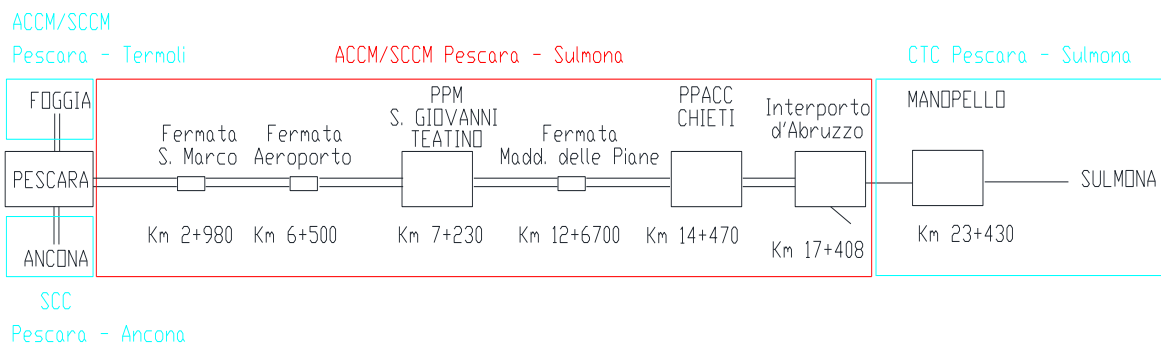 ACCM/SCCM
Pescara - Termoli
ACCM/SCCM Pescara - Sulmona
CTC Pescara - Sulmona
FOGGIA
PESCARA
ANCONA
SCC
Pescara - Ancona
Fermata
S. Marco
Km 2+980
Fermata
Aeroporto
Km 6+500
PPM
S. GIOVANNI
TEATINO
Km 7+230
Fermata
Madd. delle Piane
Km 12+6700
PPACC
CHIETI
Km 14+470
Interporto
d'Abruzzo
Km 17+408
MANOPELLO
Km 23+430
SULMONA